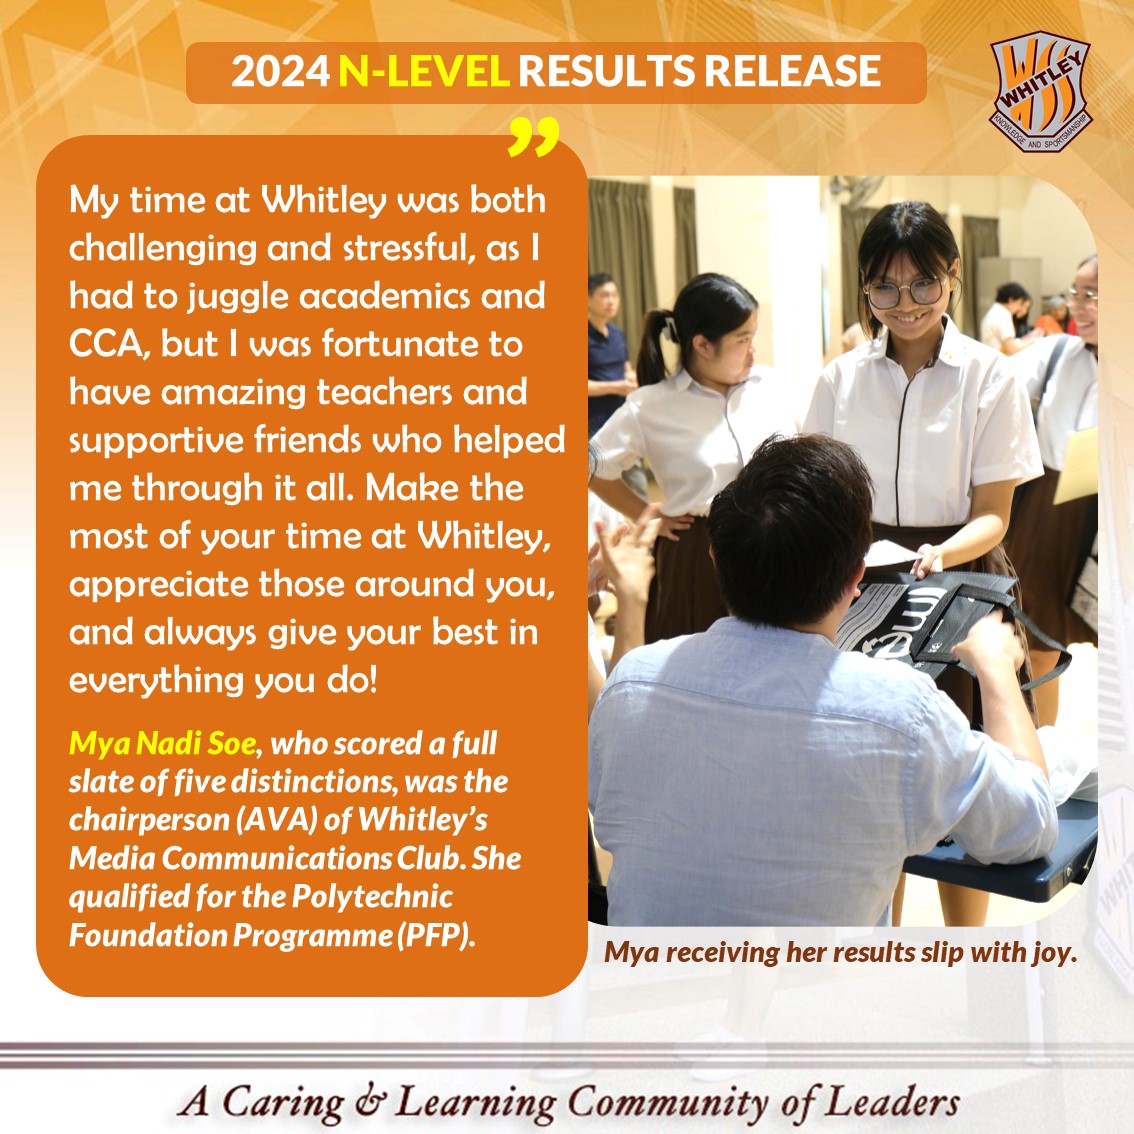 2024 N-LEVEL RESULTS RELEASE
WHITLEY
KNOWLEDGE AND SPORTSMANSHIP
”
My time at Whitley was both
challenging and stressful, as I
had to juggle academics and
CCA, but I was fortunate to
have amazing teachers and
supportive friends who helped
me through it all. Make the
most of your time at Whitley,
appreciate those around you,
and always give your best in
everything you do!
Mya Nadi Soe, who scored a full
slate of five distinctions, was the
chairperson (AVA) of Whitley’s
Media Communications Club. She
qualified for the Polytechnic
Foundation Programme (PFP).
Mya receiving her results slip with joy.
A Caring & Learning Community of Leaders